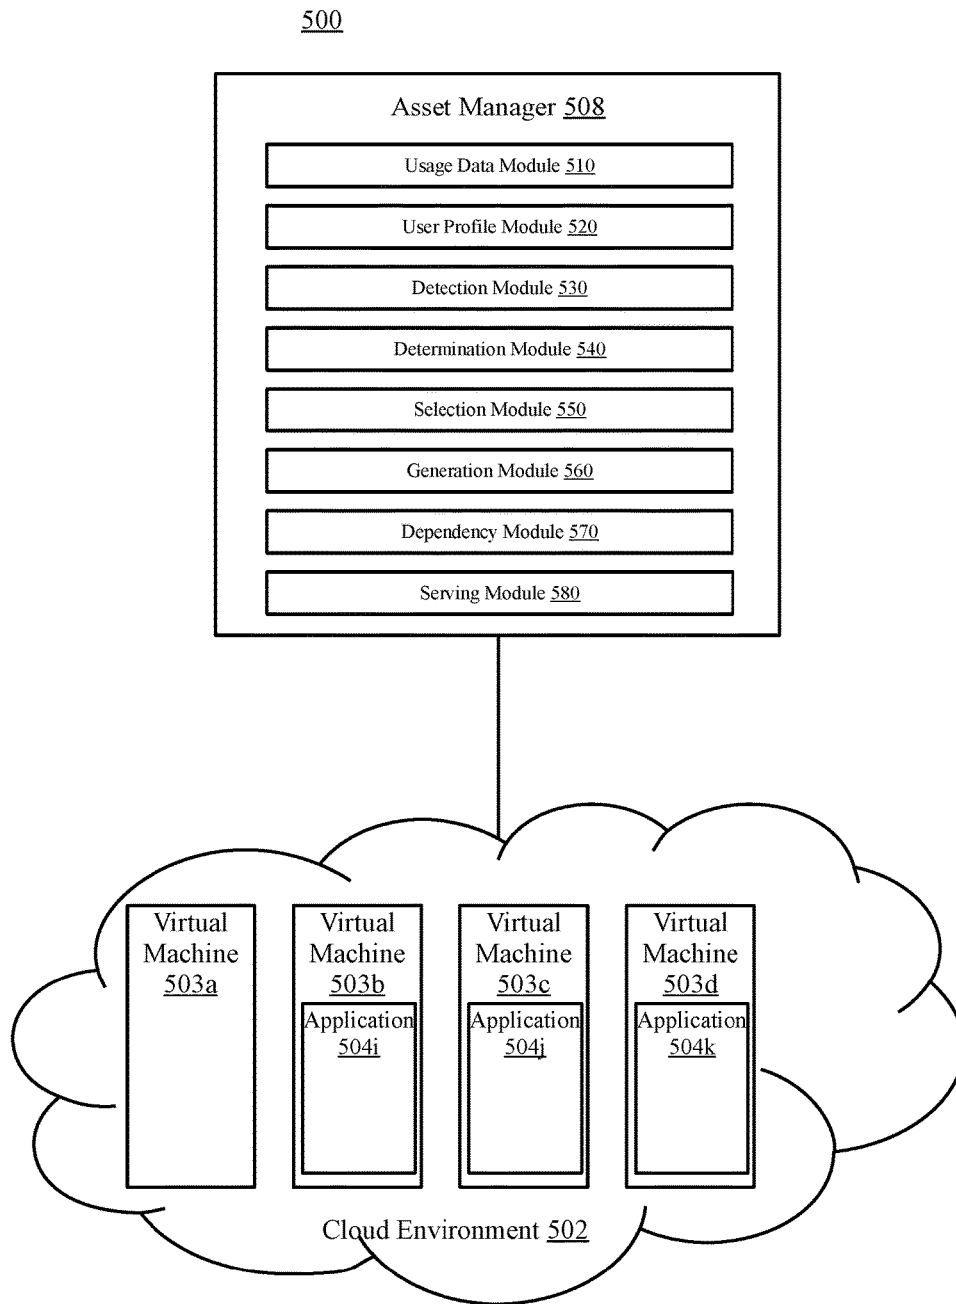 500
Asset Manager 508
Usage Data Module 510
User Profile Module 520
Detection Module 530
Determination Module 540
Selection Module 550
Generation Module 560
Dependency Module 570
Serving Module 580
Virtual
Machine
503a
Virtual
Machine
503b
Application
504i
Virtual
Machine
503c
Application
504j
Virtual
Machine
503d
Application
504k
Cloud Environment 502